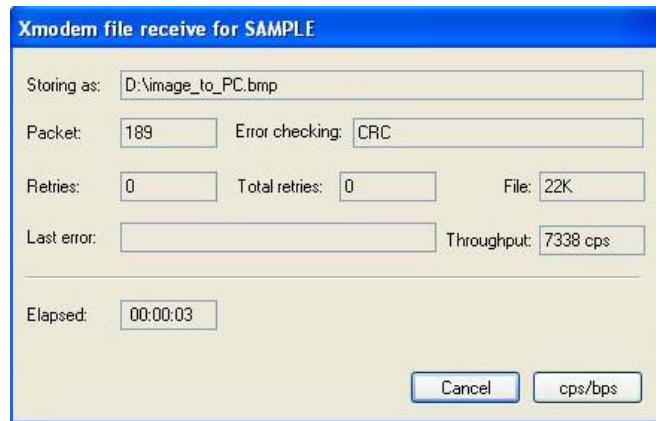 Xmodem file receive for SAMPLE
Storing as: D:\image_to_PC.bmp
Packet: 189 Error checking: CRC
Retries: 0 Total retries: 0 File: 22K
Last error: Throughput: 7338 cps
Elapsed: 00:00:03
Cancel cps/bps